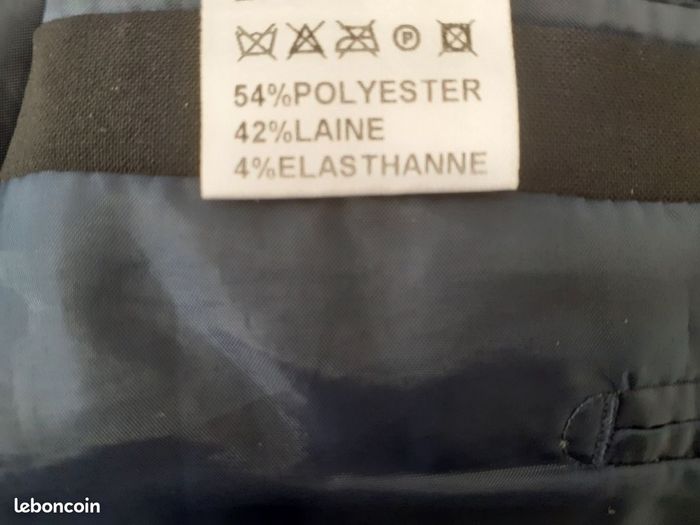 P
54%POLYESTER
42%LAINE
4%ELASTHANNE
leboncoin